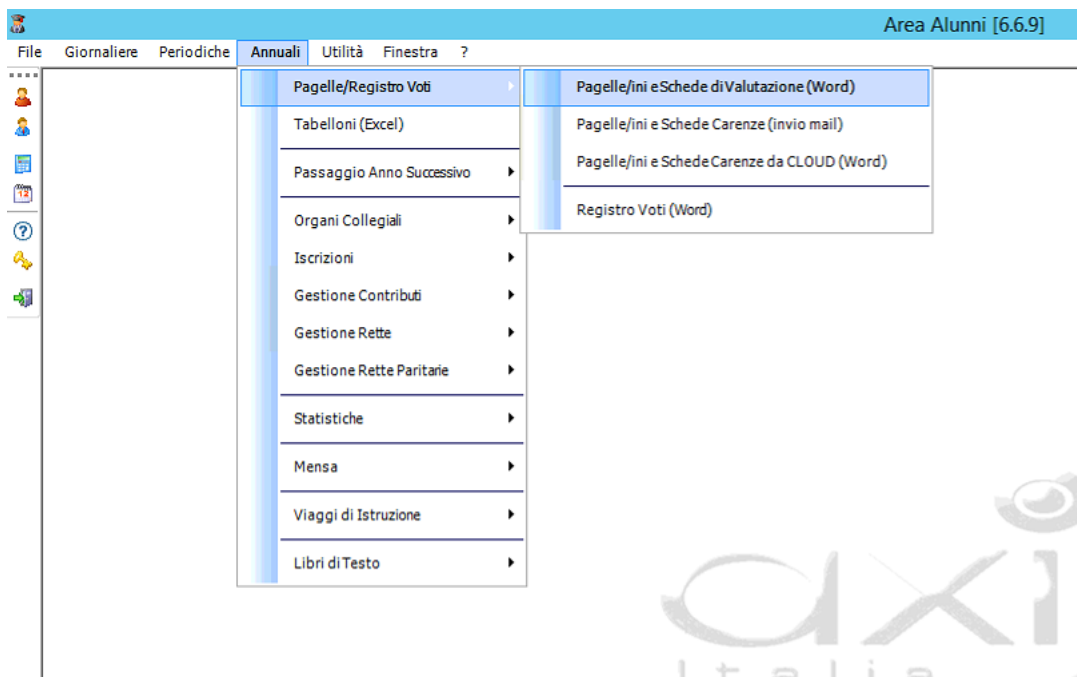 Area Alunni [6.6.9]
File Giornaliere Periodiche Annuali Utilità Finestra ?
Pagelle/Registro Voti
Tabelloni (Excel)
Passaggio Anno Successivo
Organi Collegiali
Iscrizioni
Gestione Contributi
Gestione Rette
Gestione Rette Paritarie
Statistiche
Mensa
Viaggi di Istruzione
Libri di Testo
Pagelle/ini e Schede di Valutazione (Word)
Pagelle/ini e Schede Carenze (invio mail)
Pagelle/ini e Schede Carenze da CLOUD (Word)
Registro Voti (Word)
12
?
axi
Italia